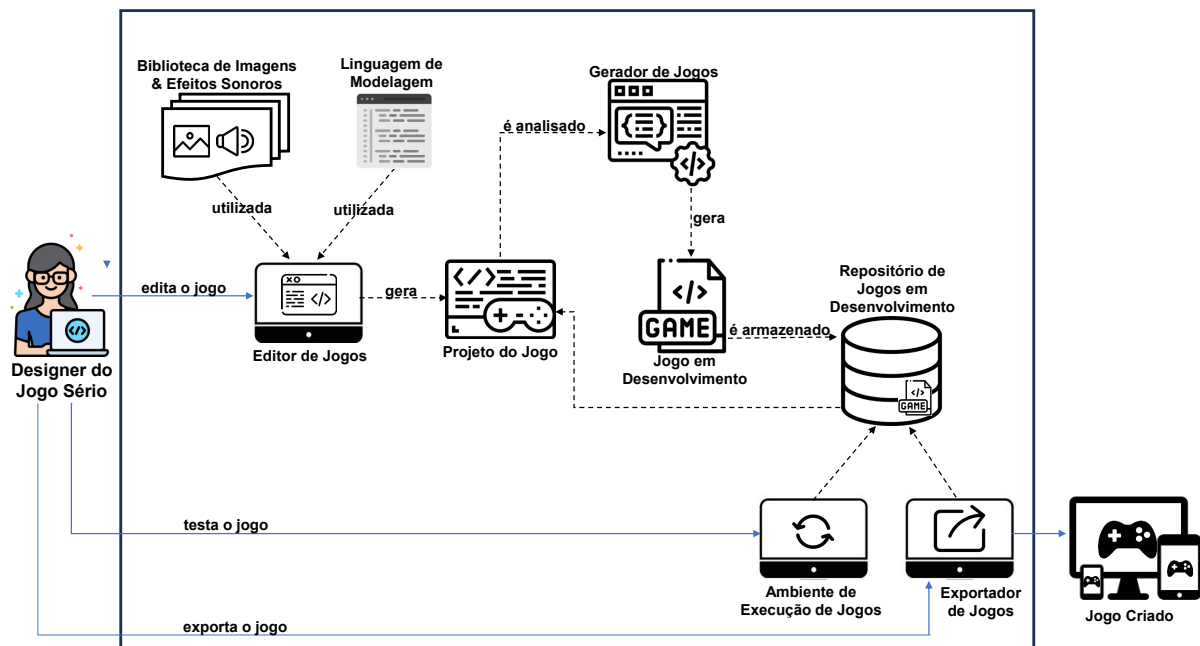 Biblioteca de Imagens
& Efeitos Sonoros
Linguagem de
Modelagem
Gerador de Jogos
é analisado
utilizada
utilizada
gera
edita o jogo
gera
Editor de Jogos
Projeto do Jogo
GAME
é armazenado
Jogo em
Desenvolvimento
Repositório de
Jogos em
Desenvolvimento
GAME
Designer do
Jogo Sério
testa o jogo
exporta o jogo
Ambiente de
Execução de Jogos
Exportador
de Jogos
Jogo Criado